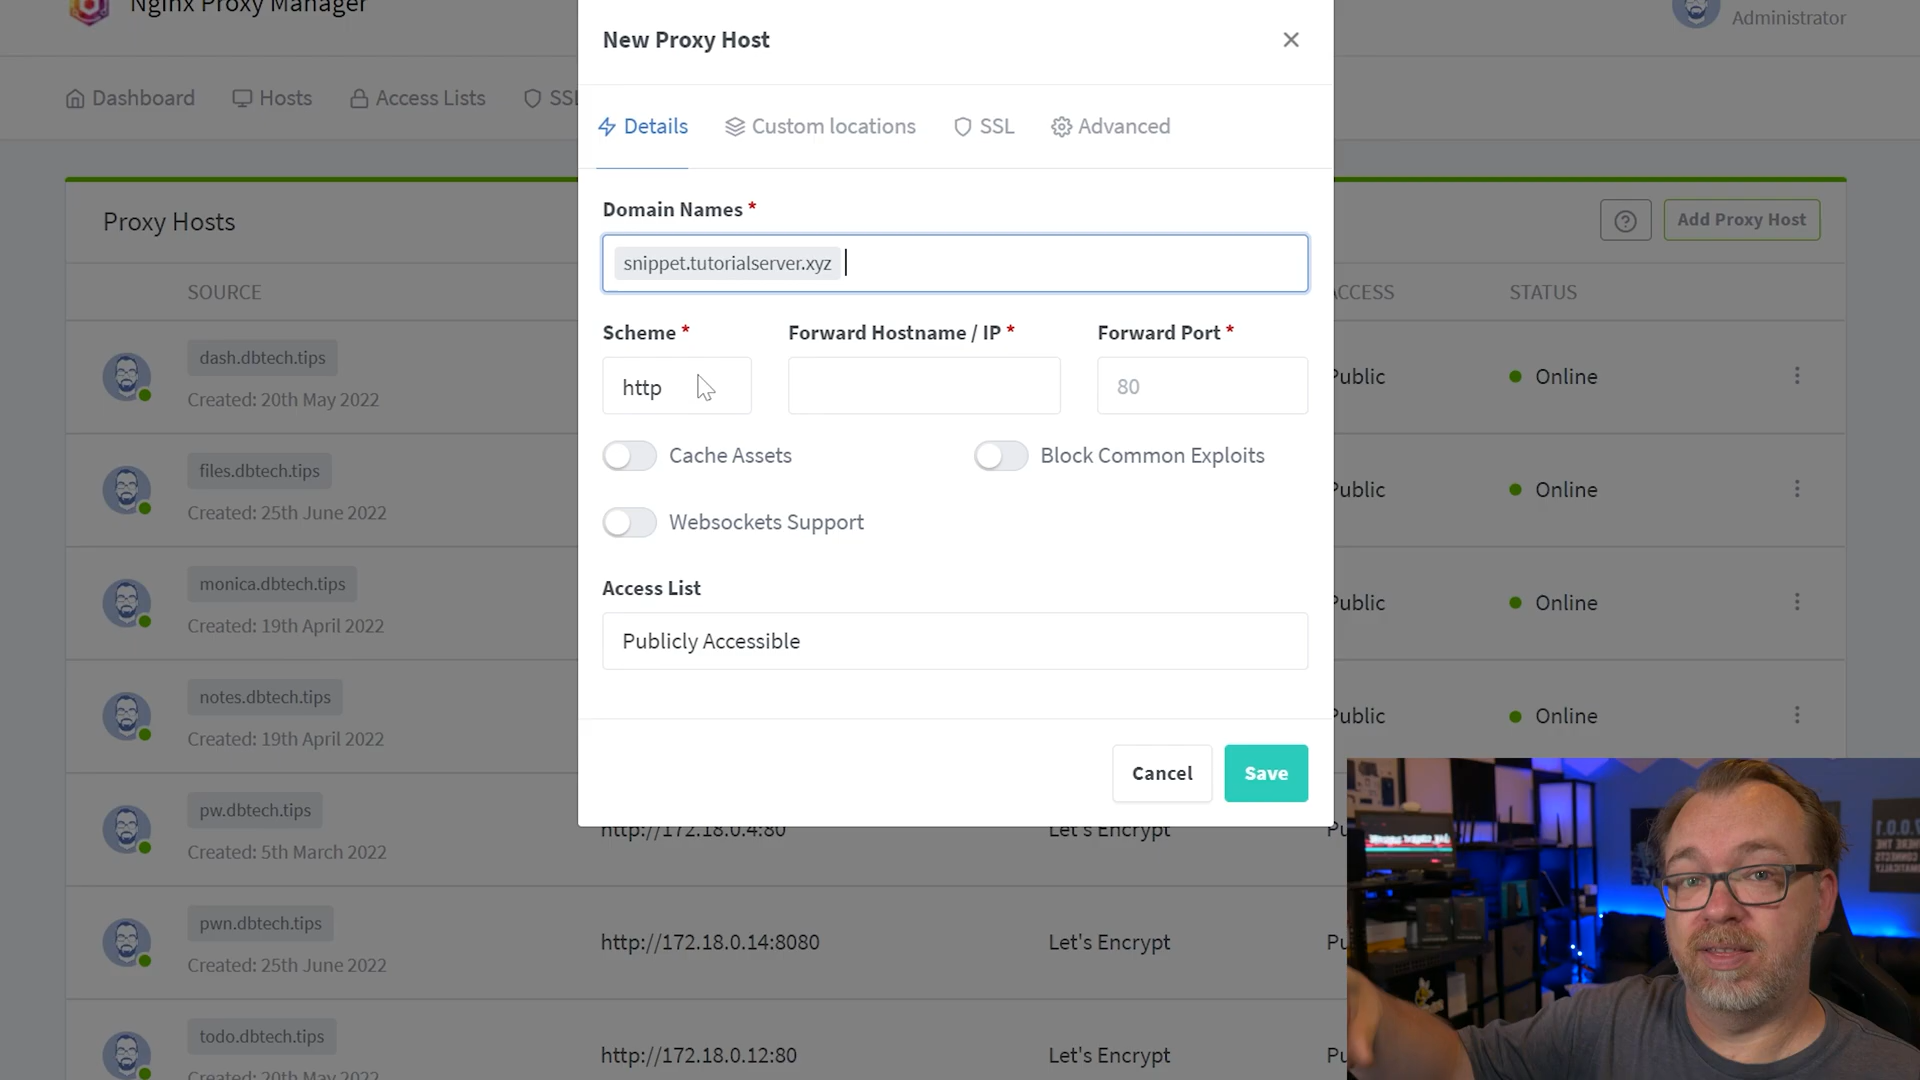 Nginx Proxy Manager
Administrator
New Proxy Host
Dashboard
Hosts
Access Lists
SSL
Details
Custom locations
SSL
Advanced
Proxy Hosts
Add Proxy Host
Domain Names *
snippet.tutorialserver.xyz
SOURCE
ACCESS
STATUS
Scheme *
Forward Hostname / IP *
Forward Port *
http
80
Cache Assets
Block Common Exploits
Websockets Support
Access List
Publicly Accessible
Cancel
Save
dash.dbtech.tips
Created: 20th May 2022
Public
Online
files.dbtech.tips
Created: 25th June 2022
Public
Online
monica.dbtech.tips
Created: 19th April 2022
Public
Online
notes.dbtech.tips
Created: 19th April 2022
Public
Online
pw.dbtech.tips
Created: 5th March 2022
http://172.18.0.4:80
Let's Encrypt
pwn.dbtech.tips
Created: 25th June 2022
http://172.18.0.14:8080
Let's Encrypt
todo.dbtech.tips
Created: 20th May 2022
http://172.18.0.12:80
Let's Encrypt